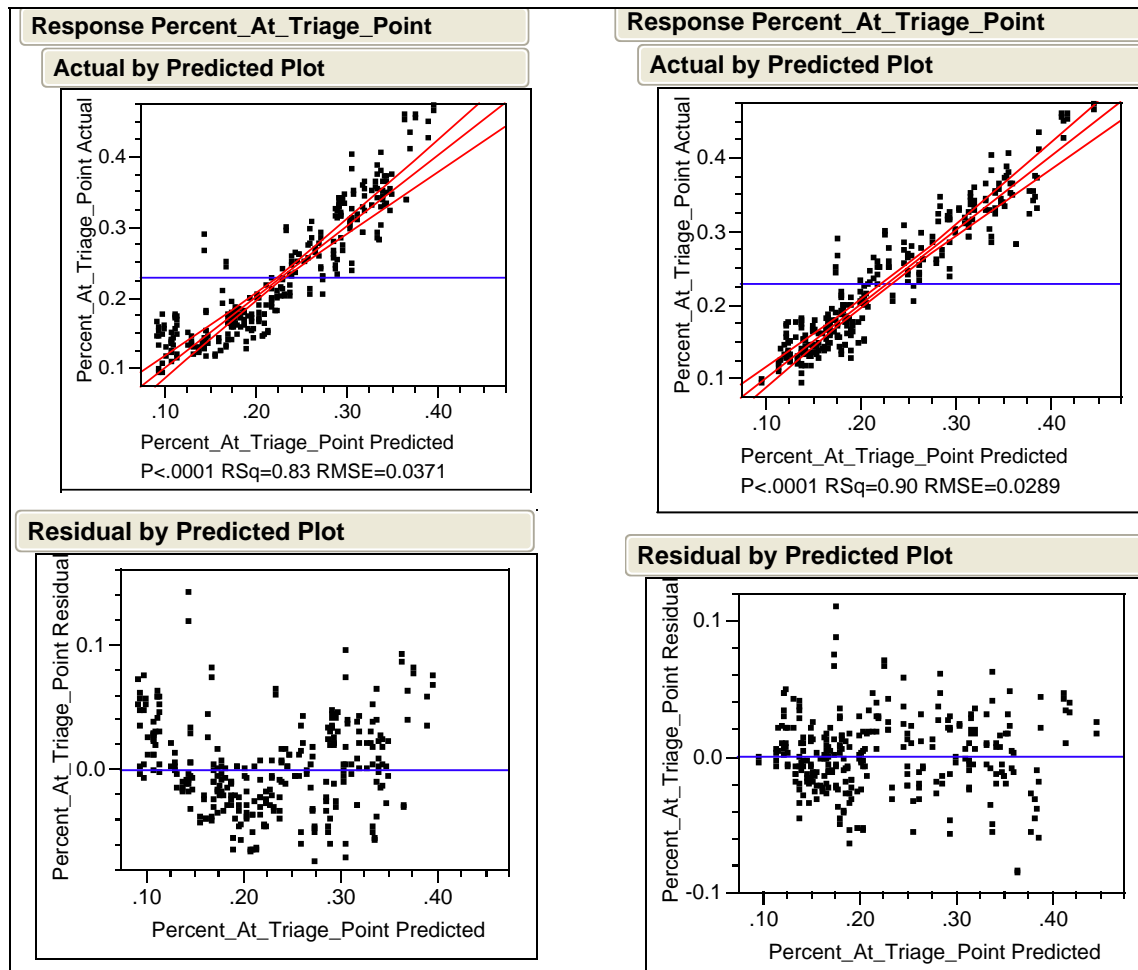 Response Percent_At_Triage_Point
Actual by Predicted Plot
Percent_At_Triage_Point Actual
0.4
0.3
0.2
0.1
.10 .20 .30 .40
Percent_At_Triage_Point Predicted
P<.0001 RSq=0.83 RMSE=0.0371
Residual by Predicted Plot
Percent_At_Triage_Point Residual
0.1
0.0
.10 .20 .30 .40
Percent_At_Triage_Point Predicted
Response Percent_At_Triage_Point
Actual by Predicted Plot
Percent_At_Triage_Point Actual
0.4
0.3
0.2
0.1
.10 .20 .30 .40
Percent_At_Triage_Point Predicted
P<.0001 RSq=0.90 RMSE=0.0289
Residual by Predicted Plot
Percent_At_Triage_Point Residual
0.1
0.0
-0.1
.10 .20 .30 .40
Percent_At_Triage_Point Predicted